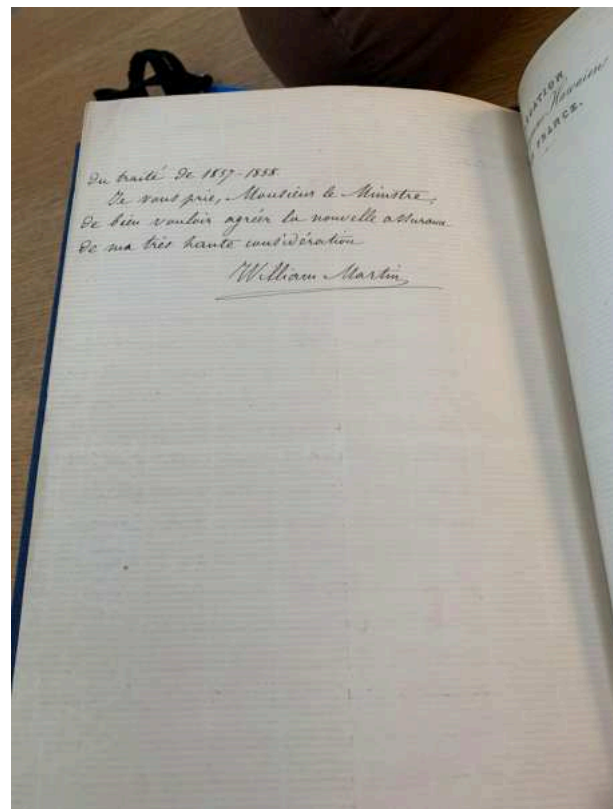 du traité de 1857-1858.
Je vous prie, Monsieur le Ministre,
de bien vouloir agréer la nouvelle assurance
de ma très haute considération
William Martin
Hawaien
FRANCE.